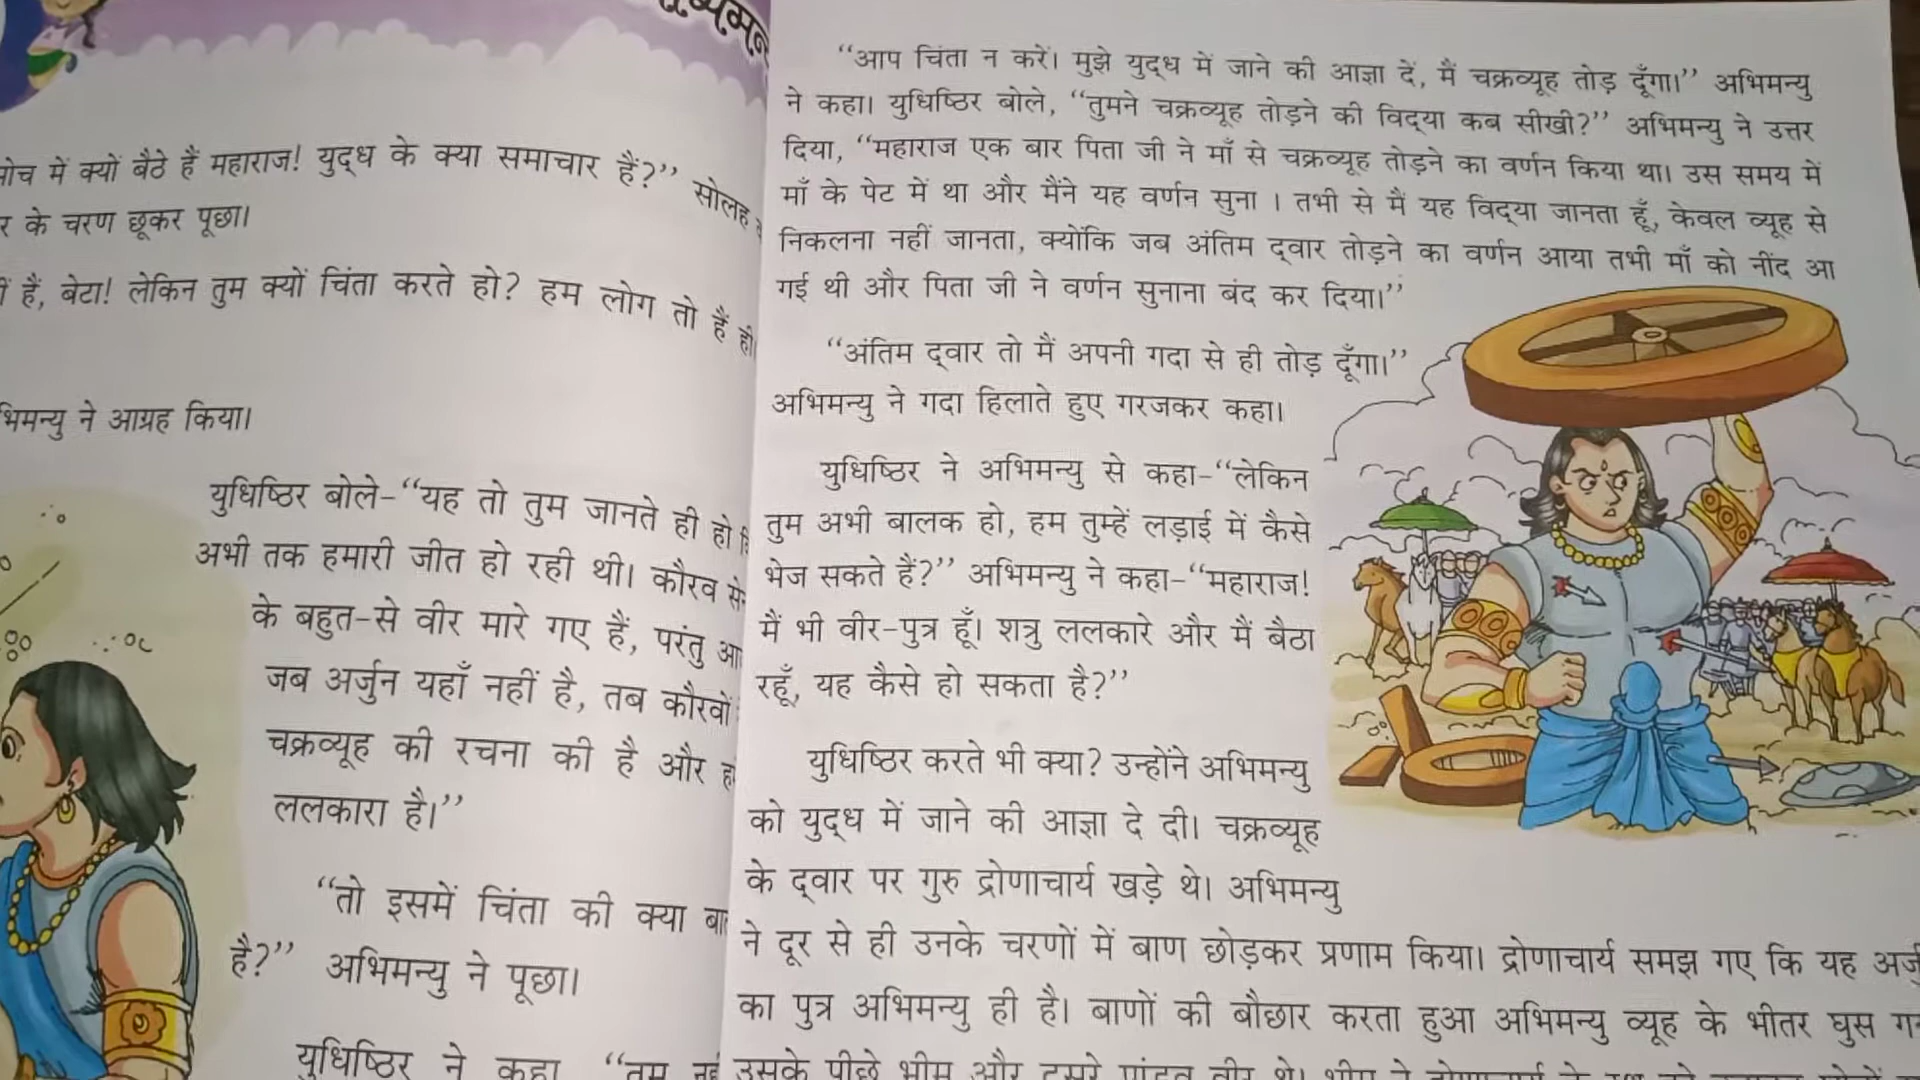 में क्यों बैठे हैं महाराज! युद्ध के क्या समाचार हैं?” सोलह
के चरण छूकर पूछा।
हैं, बेटा! लेकिन तुम क्यों चिंता करते हो? हम लोग तो हैं ही
ने आग्रह किया।
युधिष्ठिर बोले-“यह तो तुम जानते ही हो
अभी तक हमारी जीत हो रही थी। कौरव
के बहुत-से वीर मारे गए हैं, परंतु
जब अर्जुन यहाँ नहीं है, तब कौरवों
चक्रव्यूह की रचना की है और
ललकारा है।”
“तो इसमें चिंता की क्या
है?” अभिमन्यु ने पूछा।
युधिष्ठिर ने कहा “तुम
“आप चिंता न करें। मुझे युद्ध में जाने की आज्ञा दें, मैं चक्रव्यूह तोड़ दूँगा।” अभिमन्यु
ने कहा। युधिष्ठिर बोले, “तुमने चक्रव्यूह तोड़ने की विद्या कब सीखी?” अभिमन्यु ने उत्तर
दिया, “महाराज एक बार पिता जी ने माँ से चक्रव्यूह तोड़ने का वर्णन किया था। उस समय में
माँ के पेट में था और मैंने यह वर्णन सुना । तभी से मैं यह विद्या जानता हूँ, केवल व्यूह से
निकलना नहीं जानता, क्योंकि जब अंतिम द्वार तोड़ने का वर्णन आया तभी माँ को नींद आ
गई थी और पिता जी ने वर्णन सुनाना बंद कर दिया।”
“अंतिम द्वार तो मैं अपनी गदा से ही तोड़ दूँगा।”
अभिमन्यु ने गदा हिलाते हुए गरजकर कहा।
युधिष्ठिर ने अभिमन्यु से कहा-“लेकिन
तुम अभी बालक हो, हम तुम्हें लड़ाई में कैसे
भेज सकते हैं?” अभिमन्यु ने कहा-“महाराज!
मैं भी वीर-पुत्र हूँ। शत्रु ललकारे और मैं बैठा
रहूँ, यह कैसे हो सकता है?”
युधिष्ठिर करते भी क्या? उन्होंने अभिमन्यु
को युद्ध में जाने की आज्ञा दे दी। चक्रव्यूह
के द्वार पर गुरु द्रोणाचार्य खड़े थे। अभिमन्यु
ने दूर से ही उनके चरणों में बाण छोड़कर प्रणाम किया। द्रोणाचार्य समझ गए कि यह
का पुत्र अभिमन्यु ही है। बाणों की बौछार करता हुआ अभिमन्यु व्यूह के भीतर घुस
उसके पीछे भीम और दूसरे पांडव वीर थे।